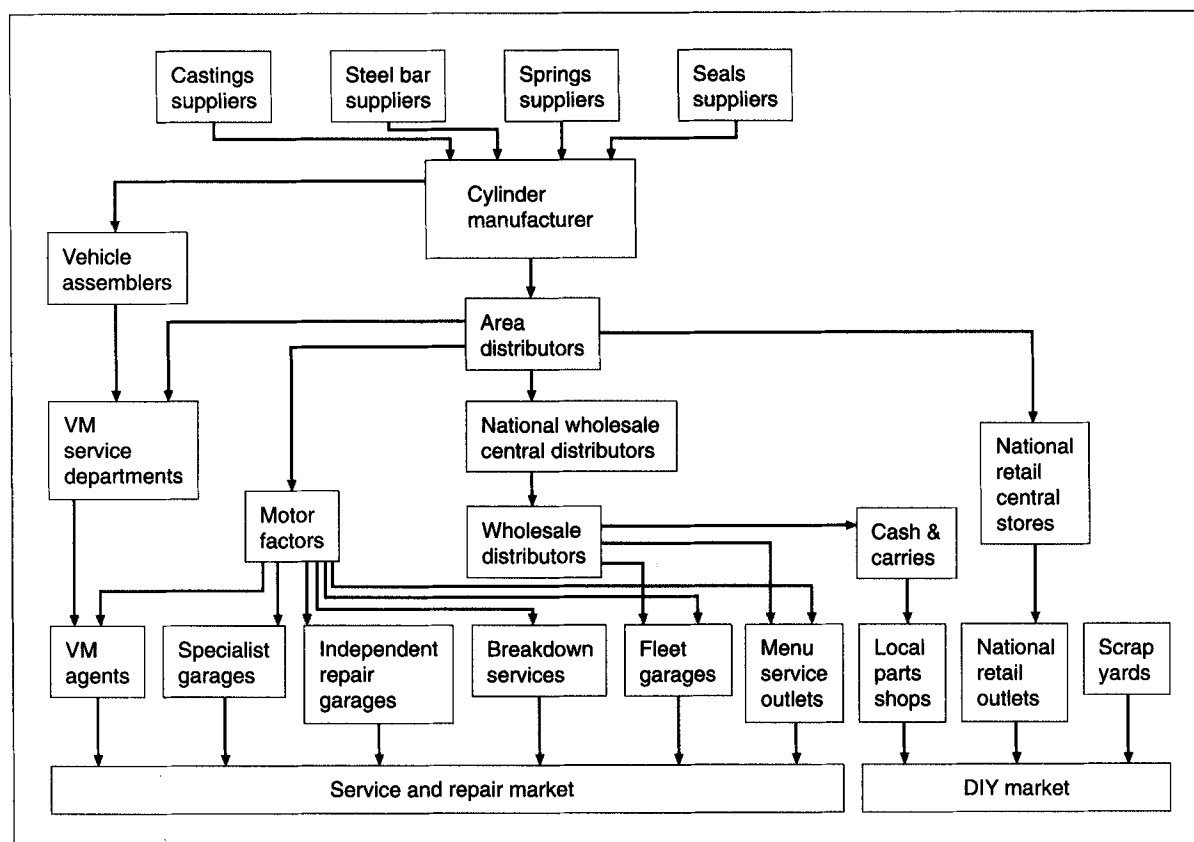 Castings
suppliers
Steel bar
suppliers
Springs
suppliers
Seals
suppliers
Cylinder
manufacturer
Vehicle
assemblers
Area
distributors
VM
service
departments
National wholesale
central distributors
National
retail
central
stores
Motor
factors
Wholesale
distributors
Cash &
carries
VM
agents
Specialist
garages
Independent
repair
garages
Breakdown
services
Fleet
garages
Menu
service
outlets
Local
parts
shops
National
retail
outlets
Scrap
yards
Service and repair market
DIY market